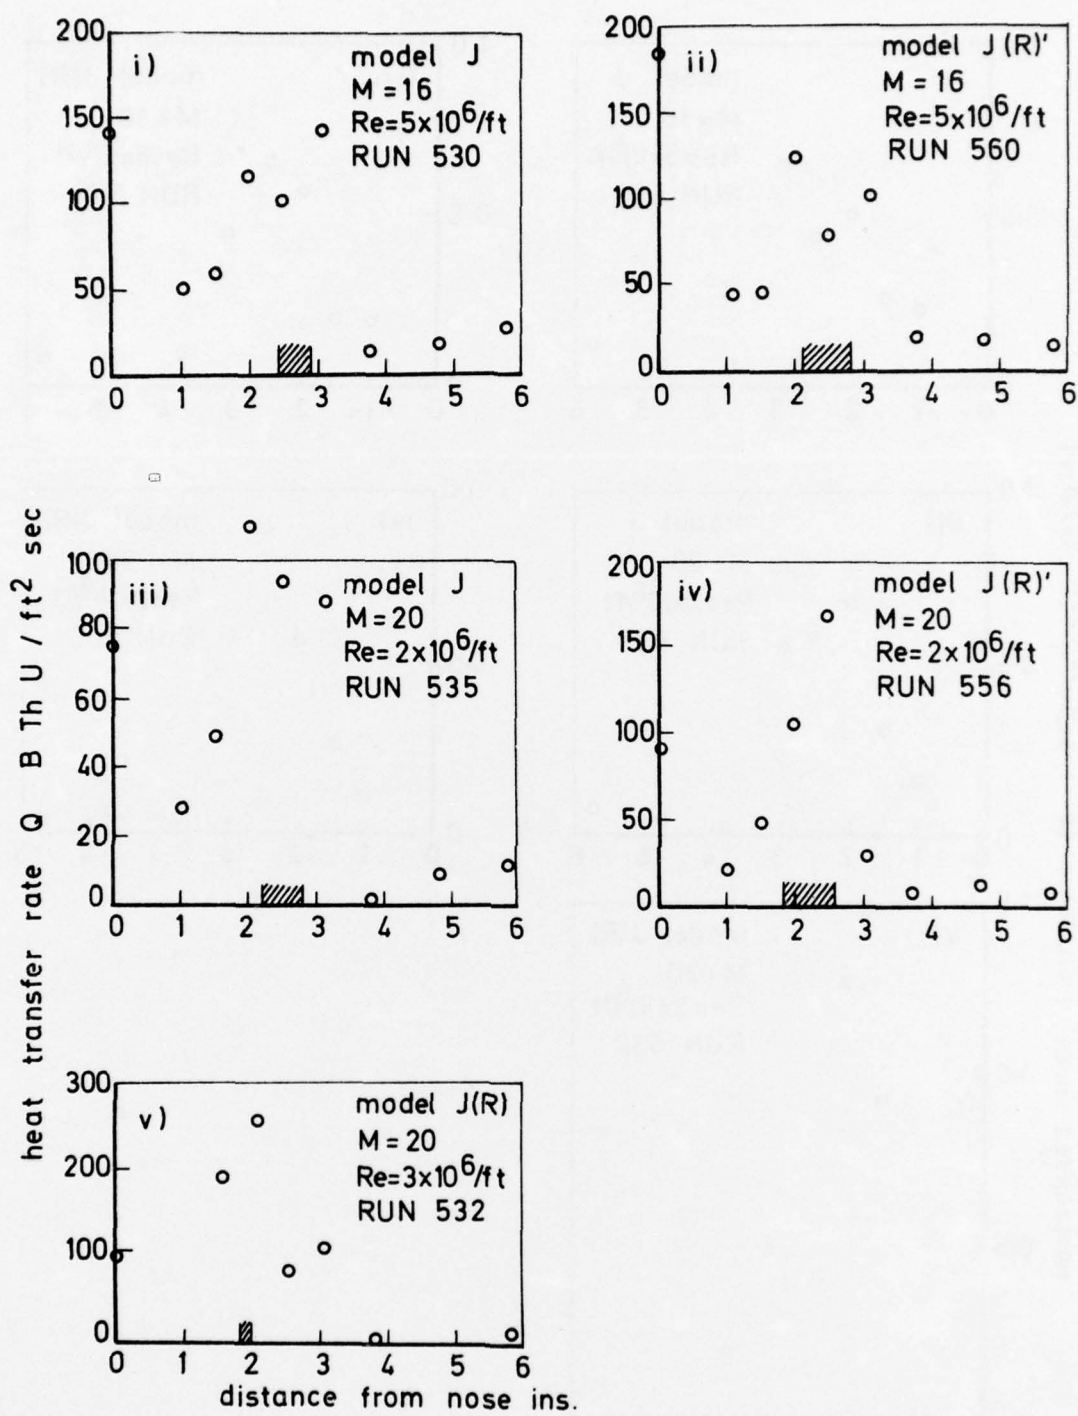 i)
model J
M = 16
Re=5x10⁶/ft
RUN 530
200
150
100
50
0
0 1 2 3 4 5 6
ii)
model J(R)'
M = 16
Re=5x10⁶/ft
RUN 560
200
150
100
50
0
0 1 2 3 4 5 6
iii)
model J
M = 20
Re=2x10⁶/ft
RUN 535
100
80
60
40
20
0
0 1 2 3 4 5 6
iv)
model J(R)'
M = 20
Re=2x10⁶/ft
RUN 556
200
150
100
50
0
0 1 2 3 4 5 6
v)
model J(R)
M = 20
Re=3x10⁶/ft
RUN 532
300
200
100
0
0 1 2 3 4 5 6
heat transfer rate Q B Th U / ft² sec
distance from nose ins.